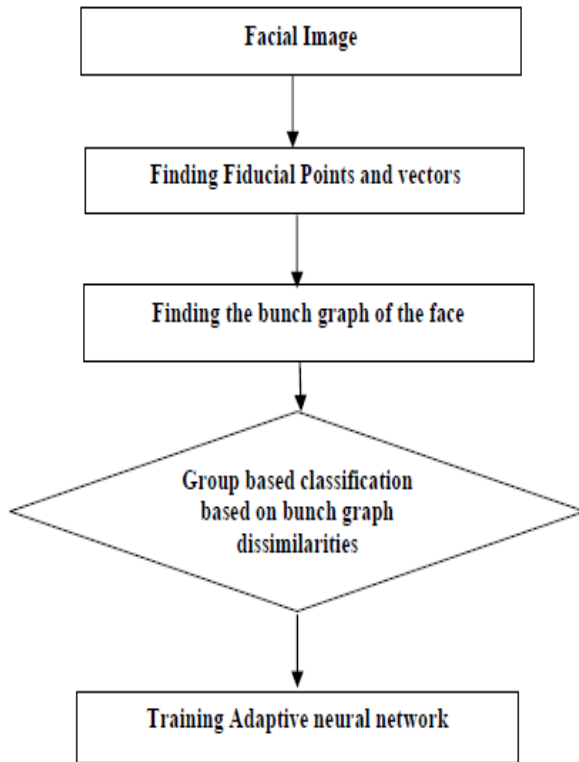 Facial Image
Finding Fiducial Points and vectors
Finding the bunch graph of the face
Group based classification
based on bunch graph
dissimilarities
Training Adaptive neural network